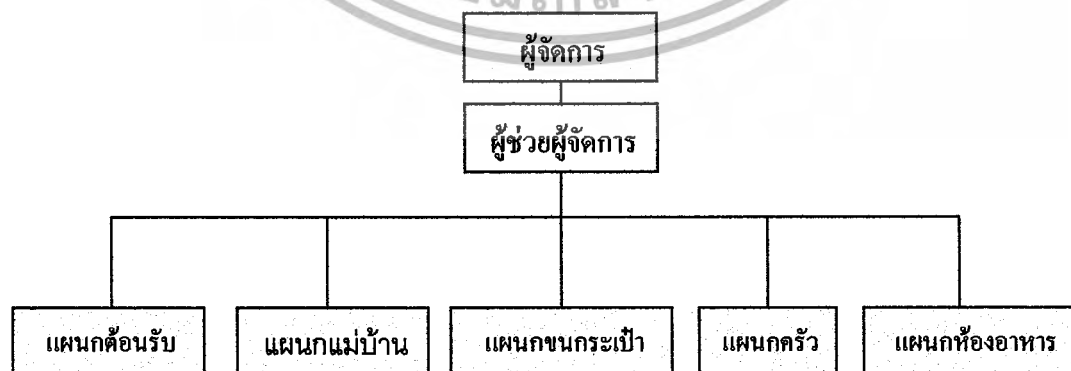 ผู้จัดการ
ผู้ช่วยผู้จัดการ
แผนกต้อนรับ
แผนกแม่บ้าน
แผนกขนกระเป๋า
แผนกครัว
แผนกห้องอาหาร